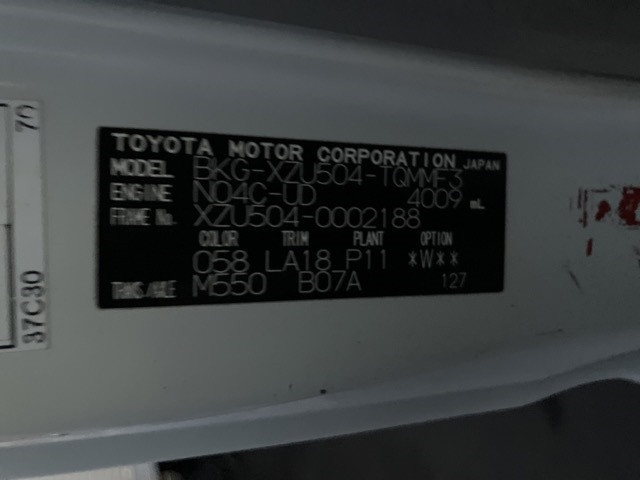 TOYOTA MOTOR CORPORATION JAPAN
MODEL BKG-XZU504-TQMMF3
ENGINE N04C-UD 4009 mL
FRAME No. XZU504-0002188
COLOR TRIM PLANT OPTION
058 LA18 P11 *W**
TRANS/AXLE M550 B07A 127
37C30